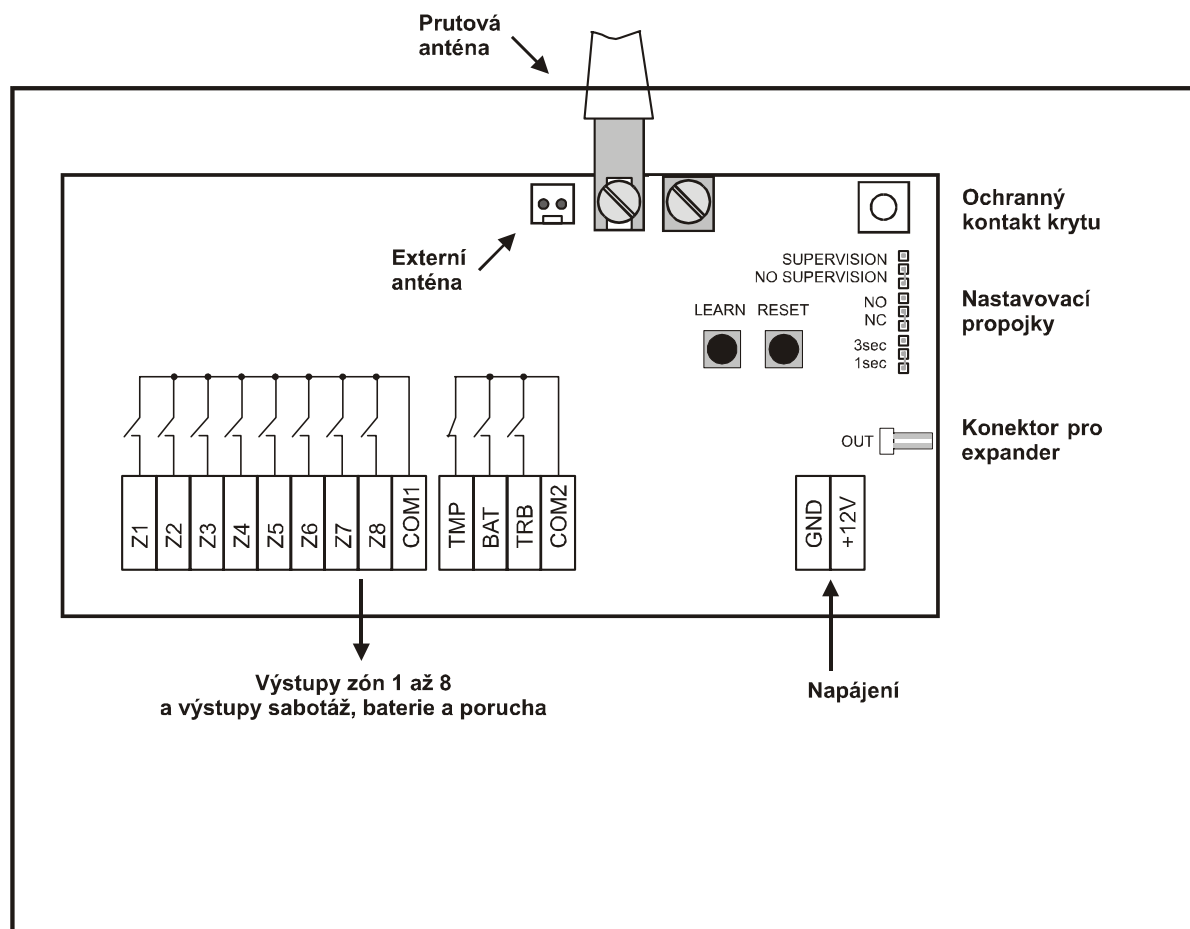 Prutová
anténa
Ochranný
kontakt krytu
Externí
anténa
SUPERVISION
NO SUPERVISION
NO
NC
3sec
1sec
Nastavovací
propojky
LEARN RESET
OUT
Konektor pro
expander
Z1 Z2 Z3 Z4 Z5 Z6 Z7 Z8 COM1
TMP BAT TRB COM2
GND +12V
Výstupy zón 1 až 8
a výstupy sabotáž, baterie a porucha
Napájení